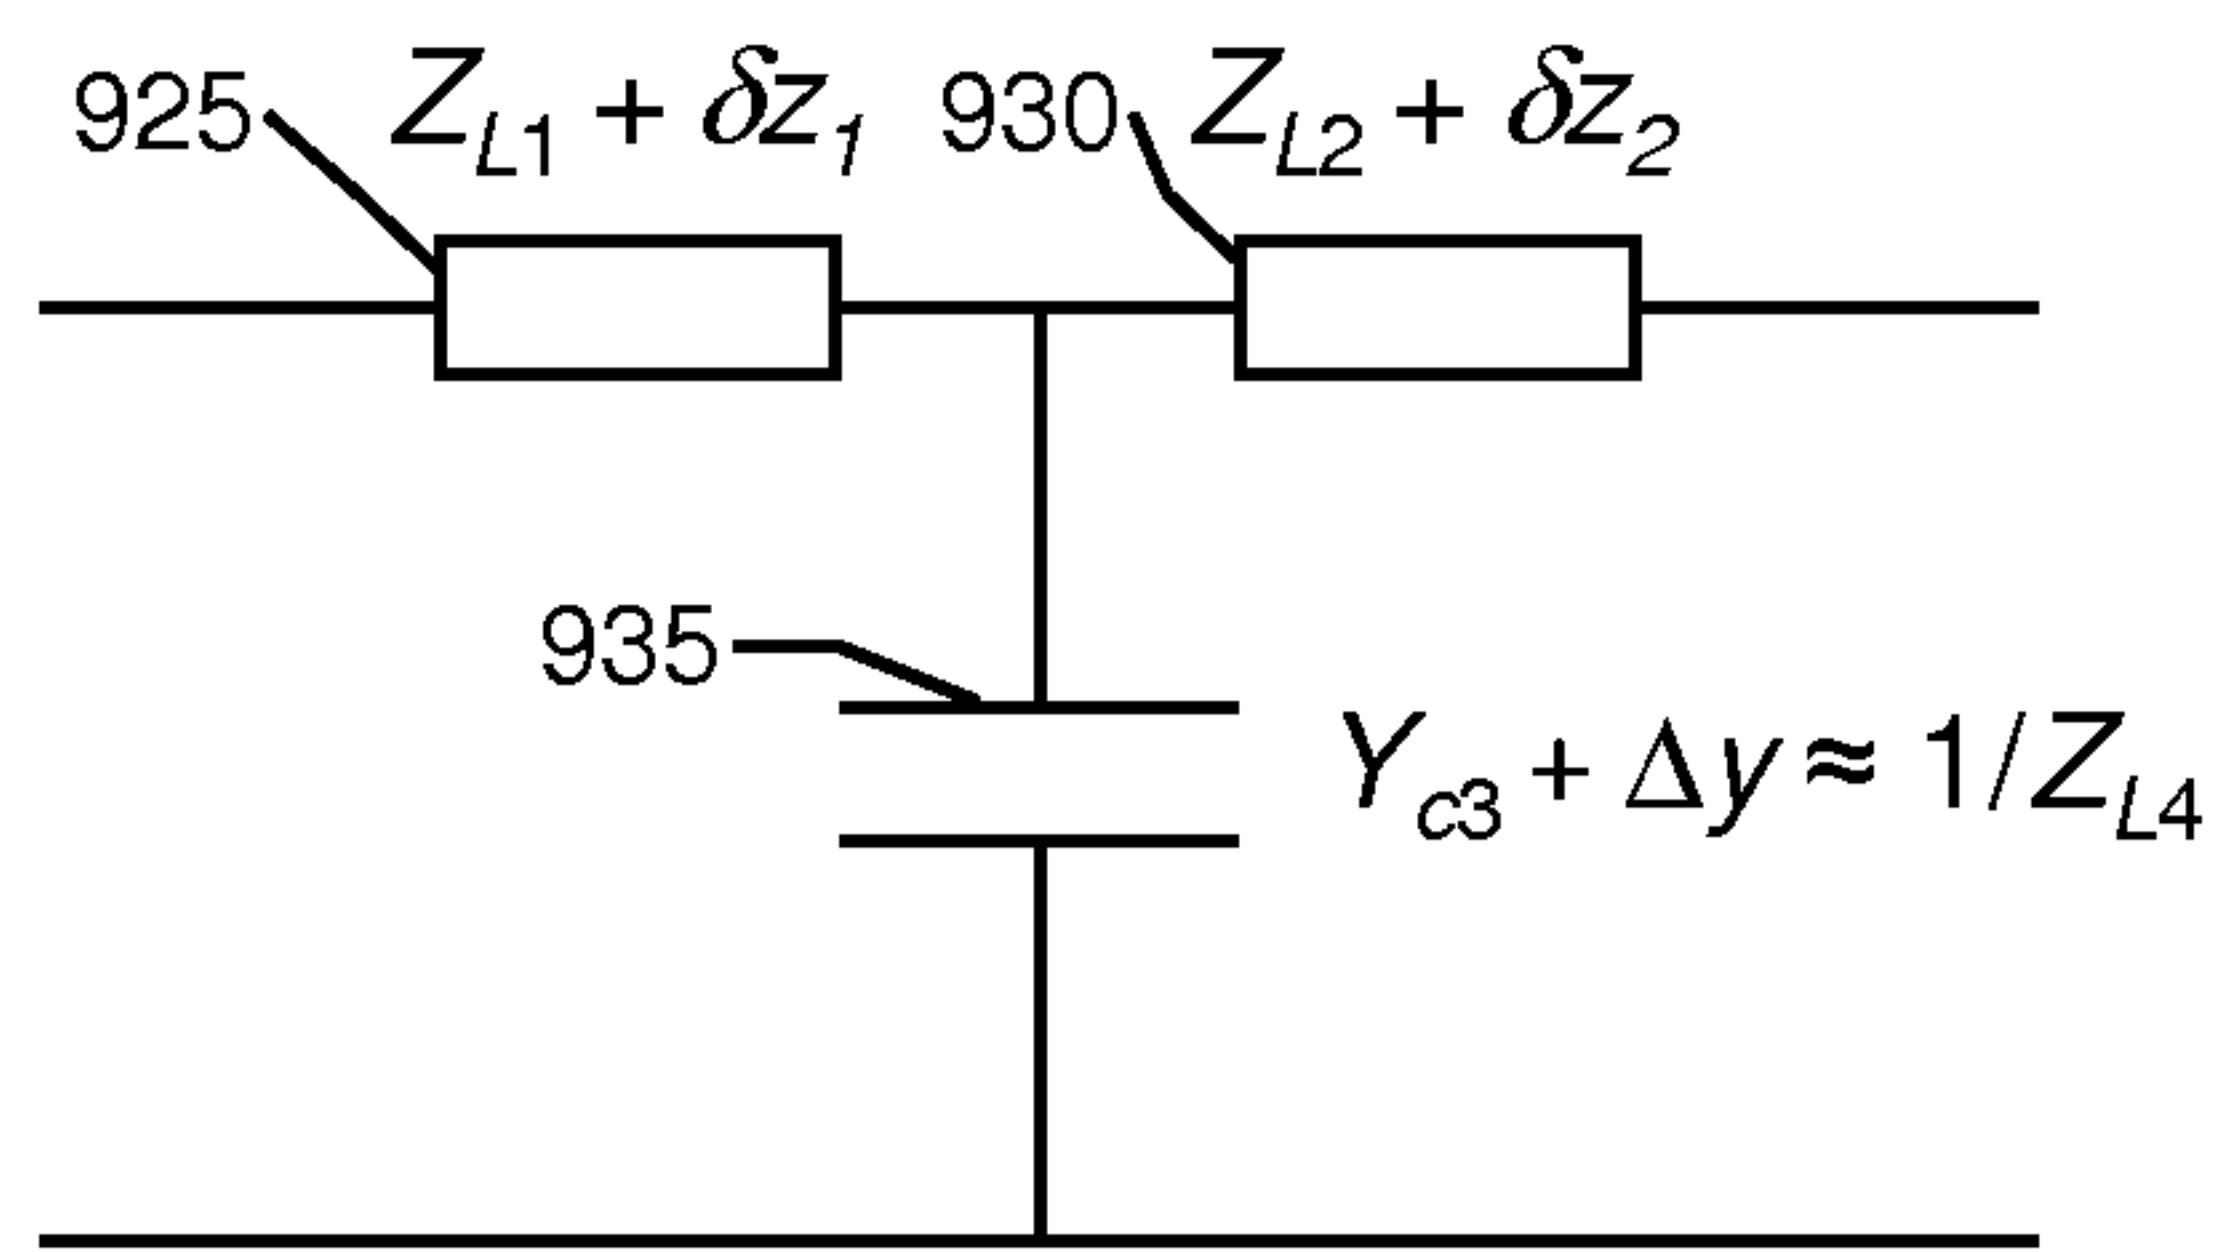 925 Z_{L1} + δz_1 930 Z_{L2} + δz_2
935
Y_{c3} + Δy ≈ 1/Z_{L4}